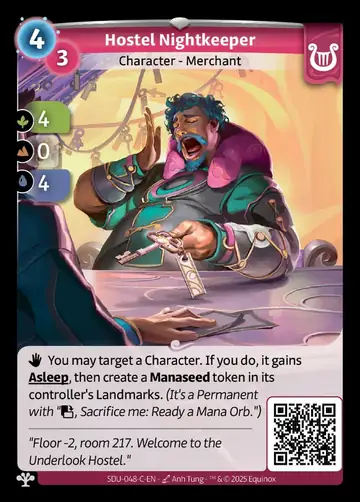 4
Hostel Nightkeeper
3
Character - Merchant
4
0
4
You may target a Character. If you do, it gains
Asleep, then create a Manaseed token in its
controller's Landmarks. (It's a Permanent
with ", Sacrifice me: Ready a Mana Orb.")
"Floor -2, room 217. Welcome to the
Underlook Hostel."
SDU-048-C-EN - Anh Tung - ™ & © 2025 Equinox